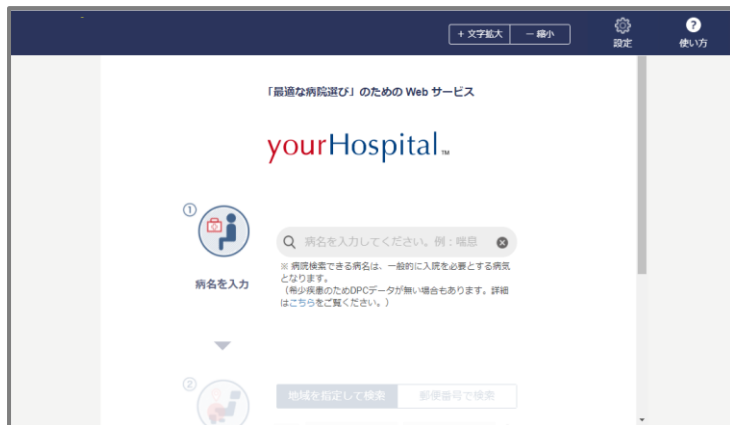 + 文字拡大 － 縮小
設定
? 使い方
「最適な病院選び」のための Web サービス
yourHospital™
① 病名を入力
病名を入力してください。例：喘息
※ 病院検索できる病名は、一般的に入院を必要とする病気
となります。
（希少疾患のためDPCデータが無い場合もあります。詳細
はこちらをご覧ください。）
②
地域を指定して検索 郵便番号で検索